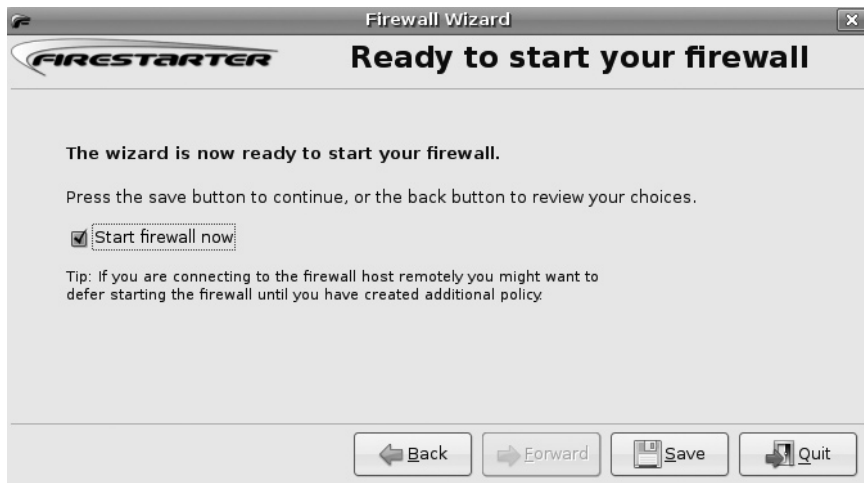 Firewall Wizard
FIRESTARTER
Ready to start your firewall
The wizard is now ready to start your firewall.
Press the save button to continue, or the back button to review your choices.
Start firewall now
Tip: If you are connecting to the firewall host remotely you might want to
defer starting the firewall until you have created additional policy.
Back
Forward
Save
Quit